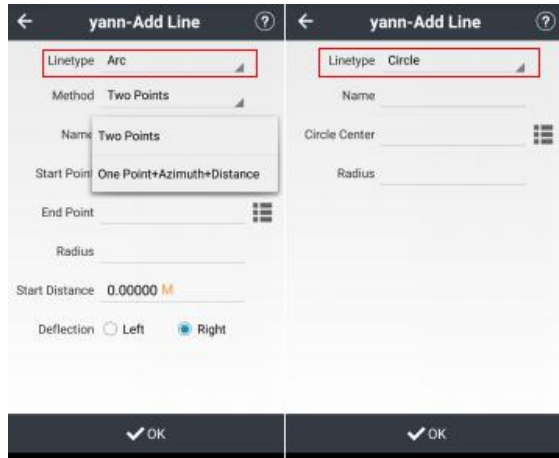 yann-Add Line
?
Linetype Arc
Method Two Points
Name Two Points
Start Point One Point+Azimuth+Distance
End Point
Radius
Start Distance 0.00000 M
Deflection Left Right
OK
yann-Add Line
?
Linetype Circle
Name
Circle Center
Radius
OK